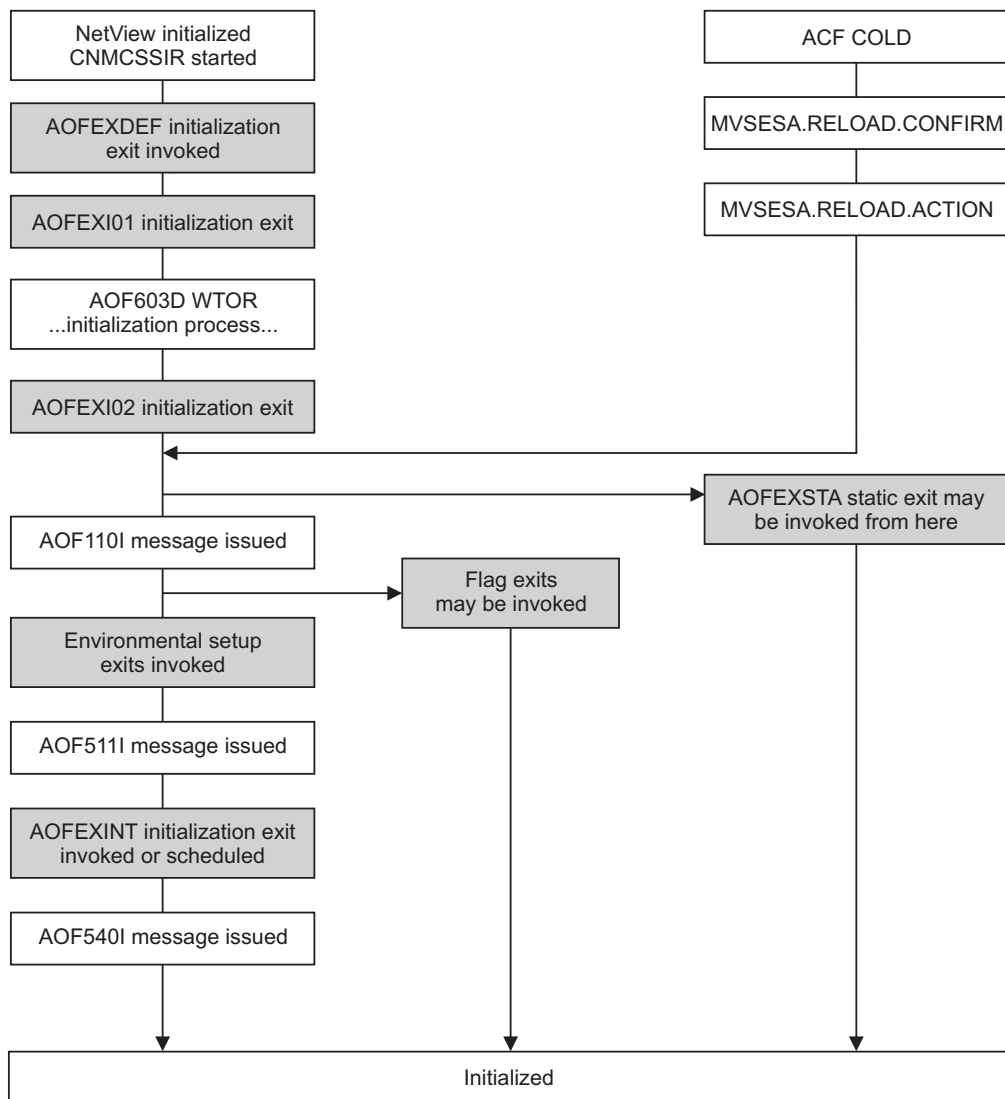 NetView initialized
CNMCSSIR started
ACF COLD
AOFEXDEF initialization
exit invoked
MVSESA.RELOAD.CONFIRM
AOFEXI01 initialization exit
MVSESA.RELOAD.ACTION
AOF603D WTOR
...initialization process...
AOFEXI02 initialization exit
AOFEXSTA static exit may
be invoked from here
AOF110I message issued
Flag exits
may be invoked
Environmental setup
exits invoked
AOF511I message issued
AOFEXINT initialization exit
invoked or scheduled
AOF540I message issued
Initialized